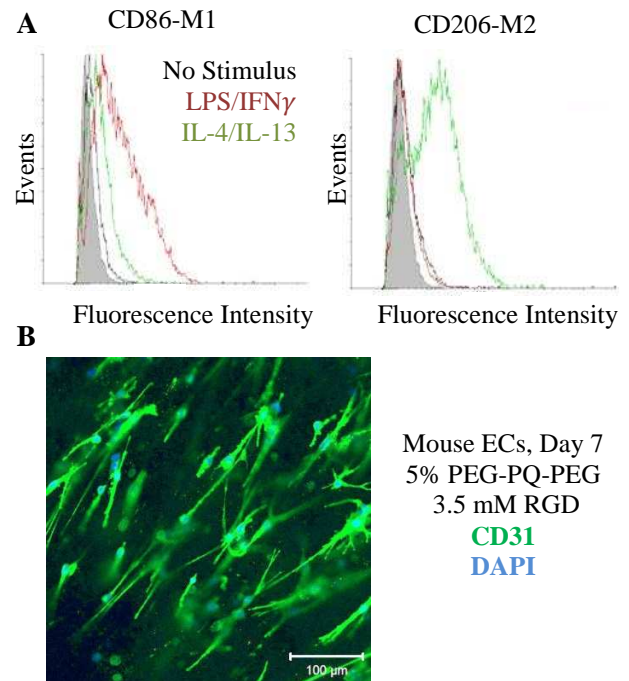 A
CD86-M1
CD206-M2
No Stimulus
LPS/IFNγ
IL-4/IL-13
Events
Events
Fluorescence Intensity
Fluorescence Intensity
B
Mouse ECs, Day 7
5% PEG-PQ-PEG
3.5 mM RGD
CD31
DAPI
100 μm